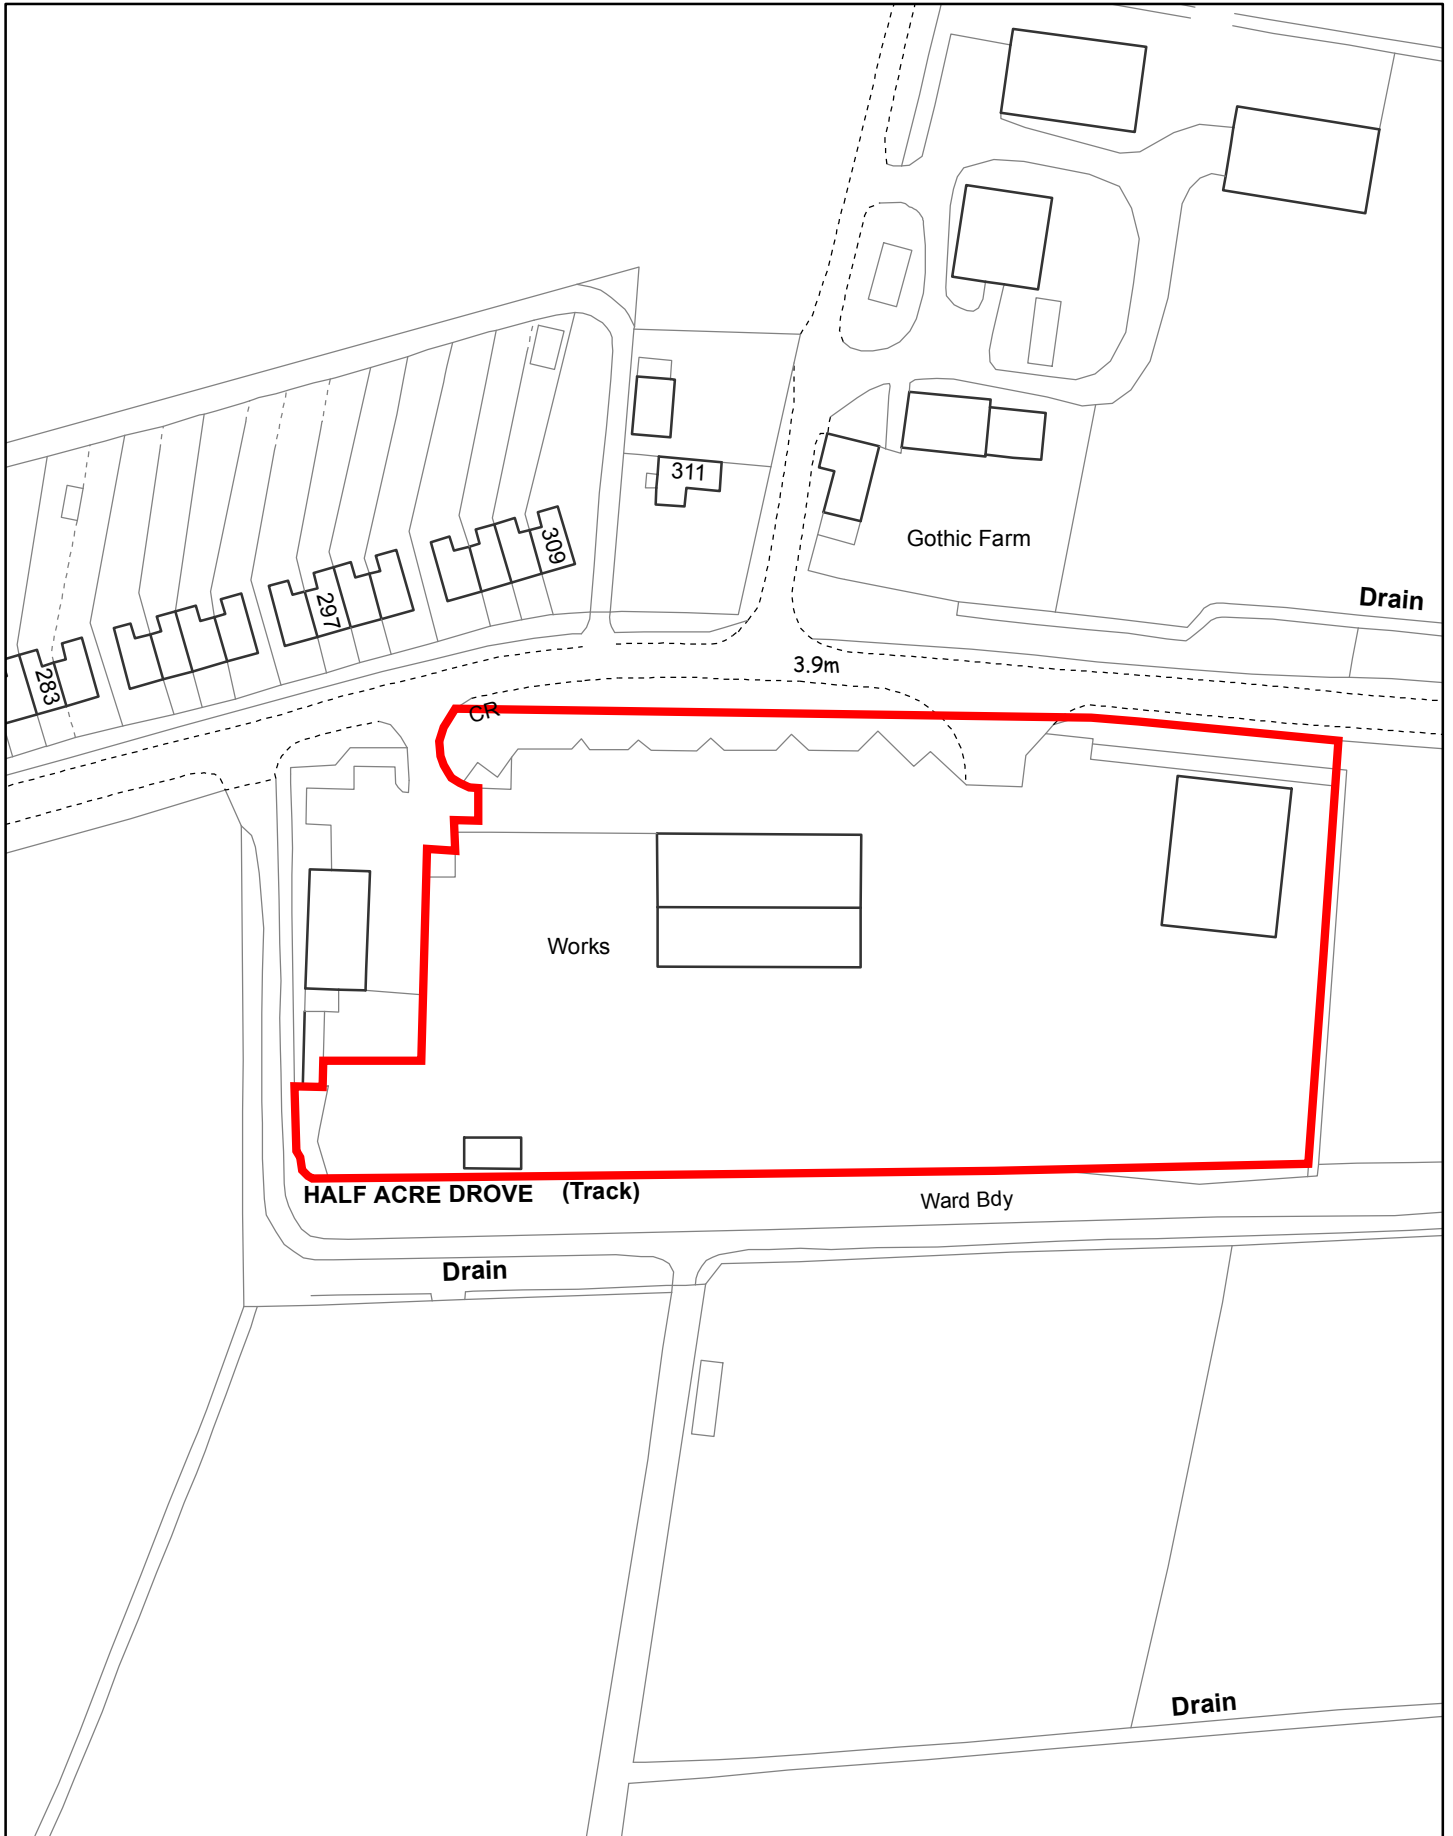 311
309
Gothic Farm
Drain
297
3.9m
283
CR
Works
HALF ACRE DROVE (Track)
Ward Bdy
Drain
Drain